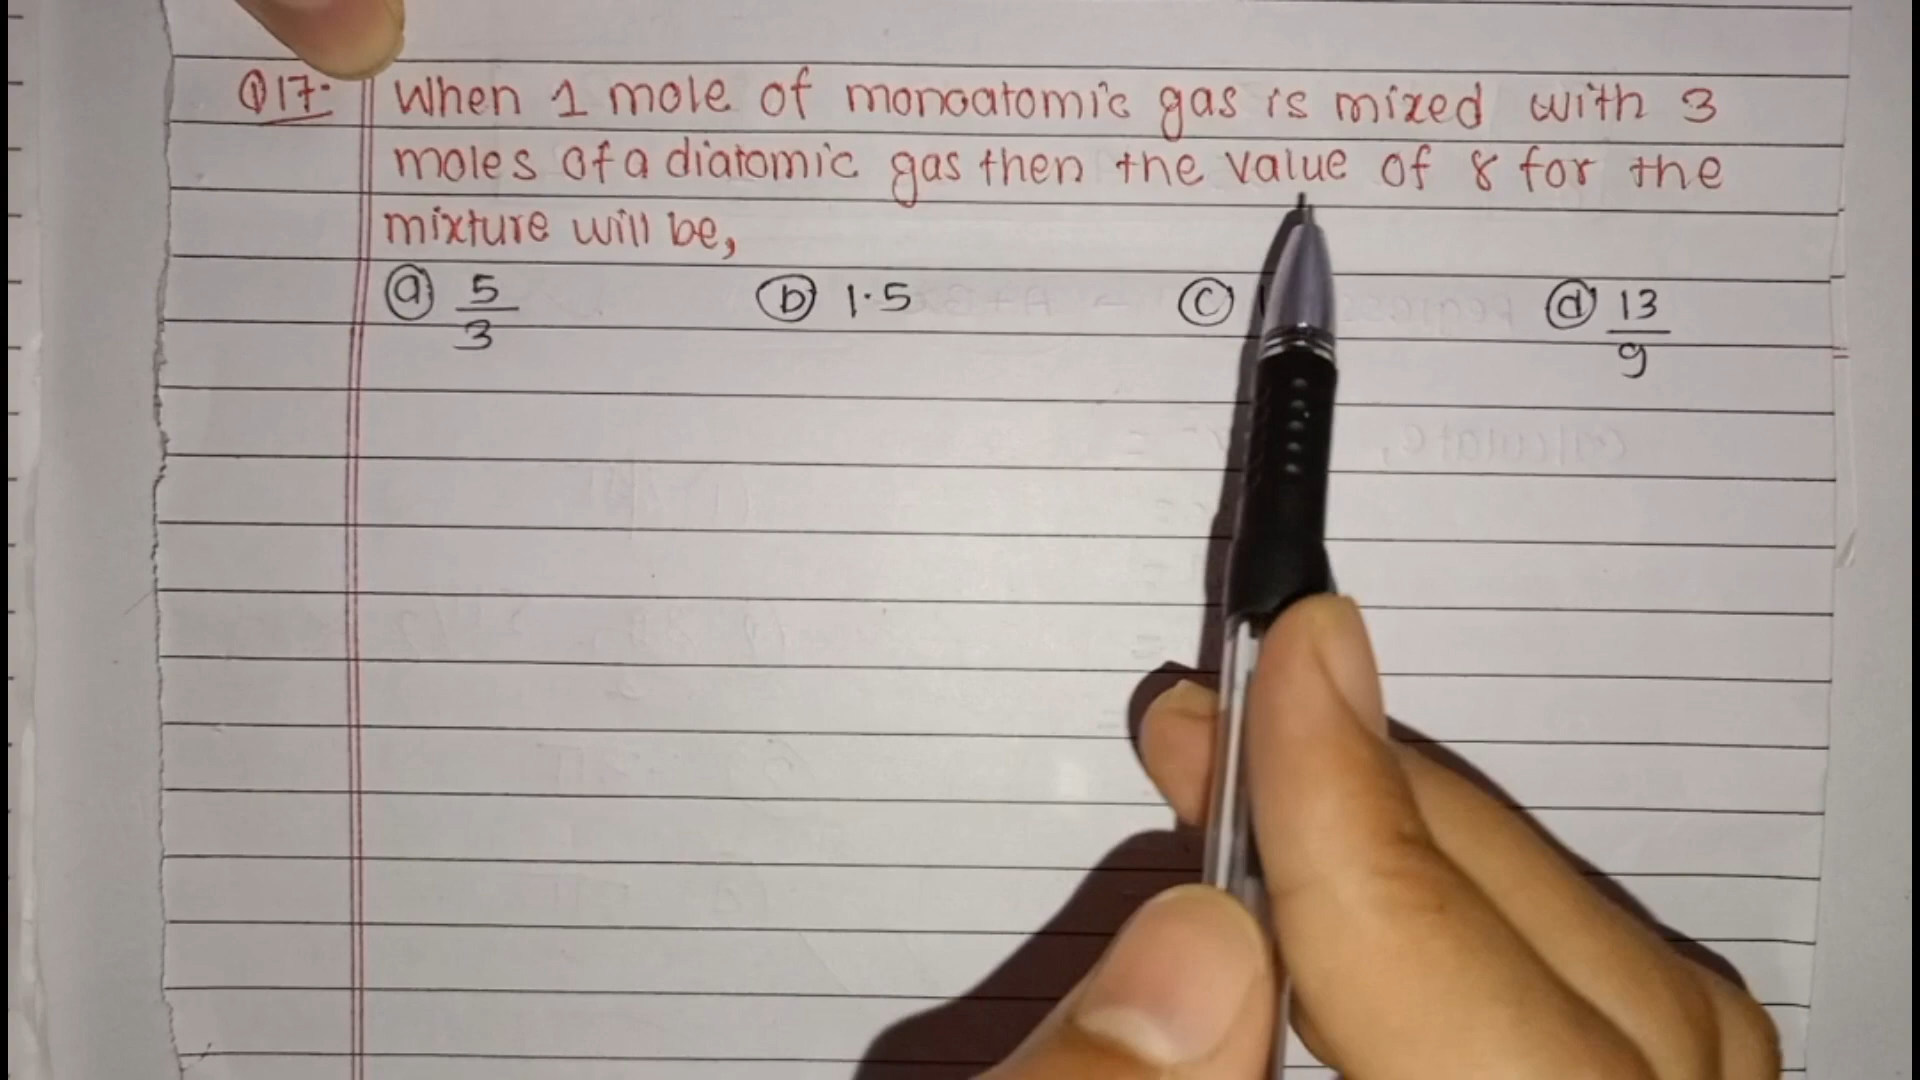 Q17:- When 1 mole of monoatomic gas is mixed with 3
moles of a diatomic gas then the value of 8 for the
mixture will be,
(a) 5/3 (b) 1.5 (c) (d) 13/9